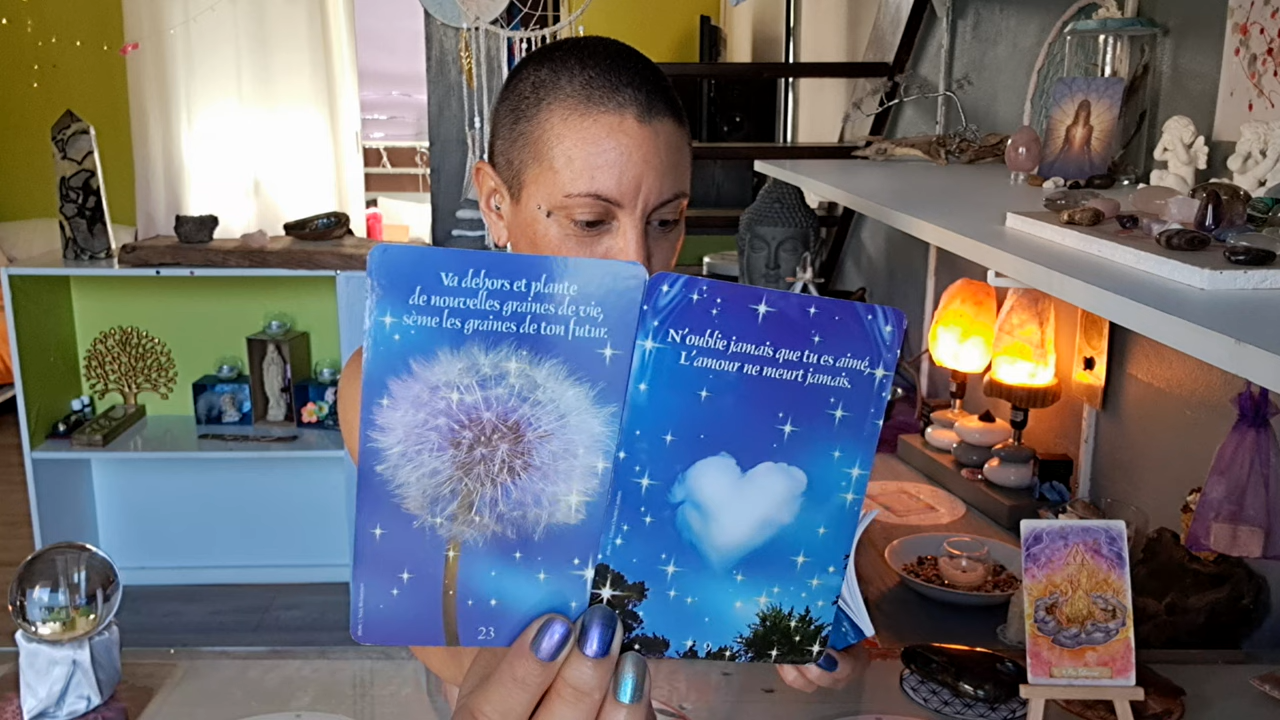 Va dehors et plante
de nouvelles graines de vie,
sème les graines de ton futur.
23
N'oublie jamais que tu es aimé,
L'amour ne meurt jamais.
9